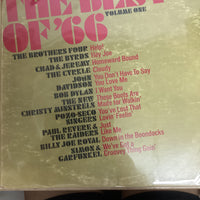 THE BEST
OF '66 VOLUME ONE
THE BROTHERS FOUR Help!
THE BYRDS Hey Joe
CHAD & JEREMY Homeward Bound
THE CYRKLE Cloudy
JOHN DAVIDSON You Don't Have To Say You Love Me
BOB DYLAN I Want You
THE NEW CHRISTY MINSTRELS These Boots Are Made for Walkin'
POZO-SECO SINGERS You've Lost That Lovin' Feelin'
PAUL REVERE & THE RAIDERS Just Like Me
BILLY JOE ROYAL Down in the Boondocks
SIMON & GARFUNKEL We've Got a Groovey Thing Goin'